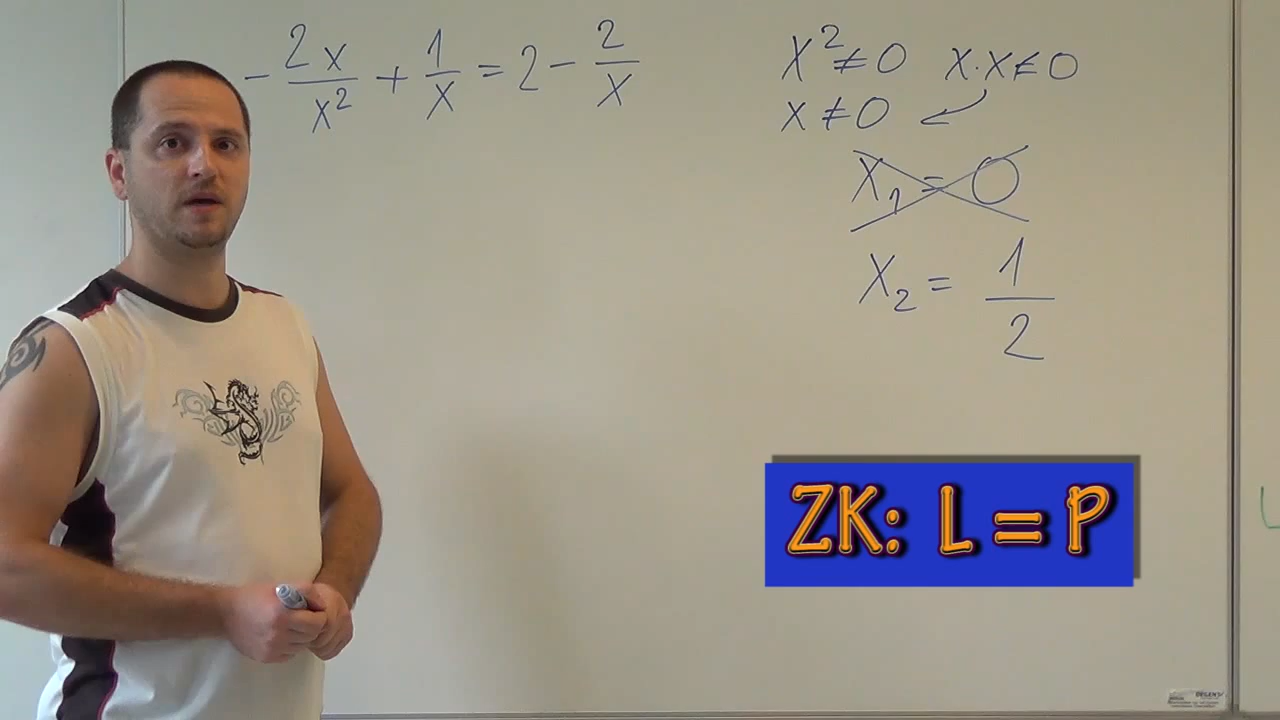 - 2x/x² + 1/x = 2 - 2/x
x² ≠ 0 x·x ≠ 0
x ≠ 0
x₁ = 0
x₂ = 1/2
ZK: L = P